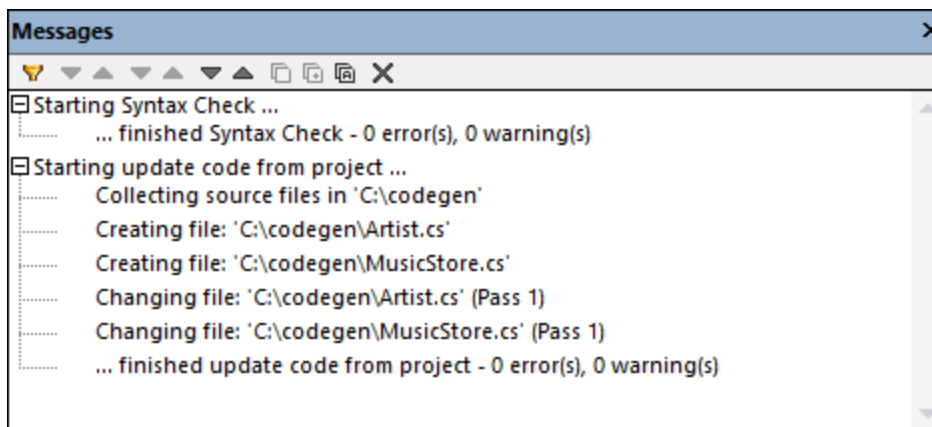 Messages
Starting Syntax Check ...
... finished Syntax Check - 0 error(s), 0 warning(s)
Starting update code from project ...
Collecting source files in 'C:\codegen'
Creating file: 'C:\codegen\Artist.cs'
Creating file: 'C:\codegen\MusicStore.cs'
Changing file: 'C:\codegen\Artist.cs' (Pass 1)
Changing file: 'C:\codegen\MusicStore.cs' (Pass 1)
... finished update code from project - 0 error(s), 0 warning(s)